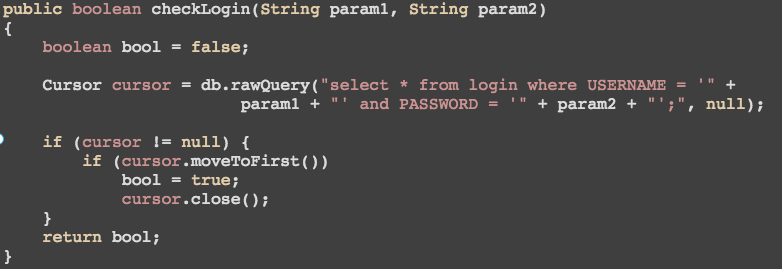 public boolean checkLogin(String param1, String param2)
{
    boolean bool = false;

    Cursor cursor = db.rawQuery("select * from login where USERNAME = '" +
                        param1 + "' and PASSWORD = '" + param2 + "';", null);

    if (cursor != null) {
        if (cursor.moveToFirst())
            bool = true;
            cursor.close();
    }
    return bool;
}